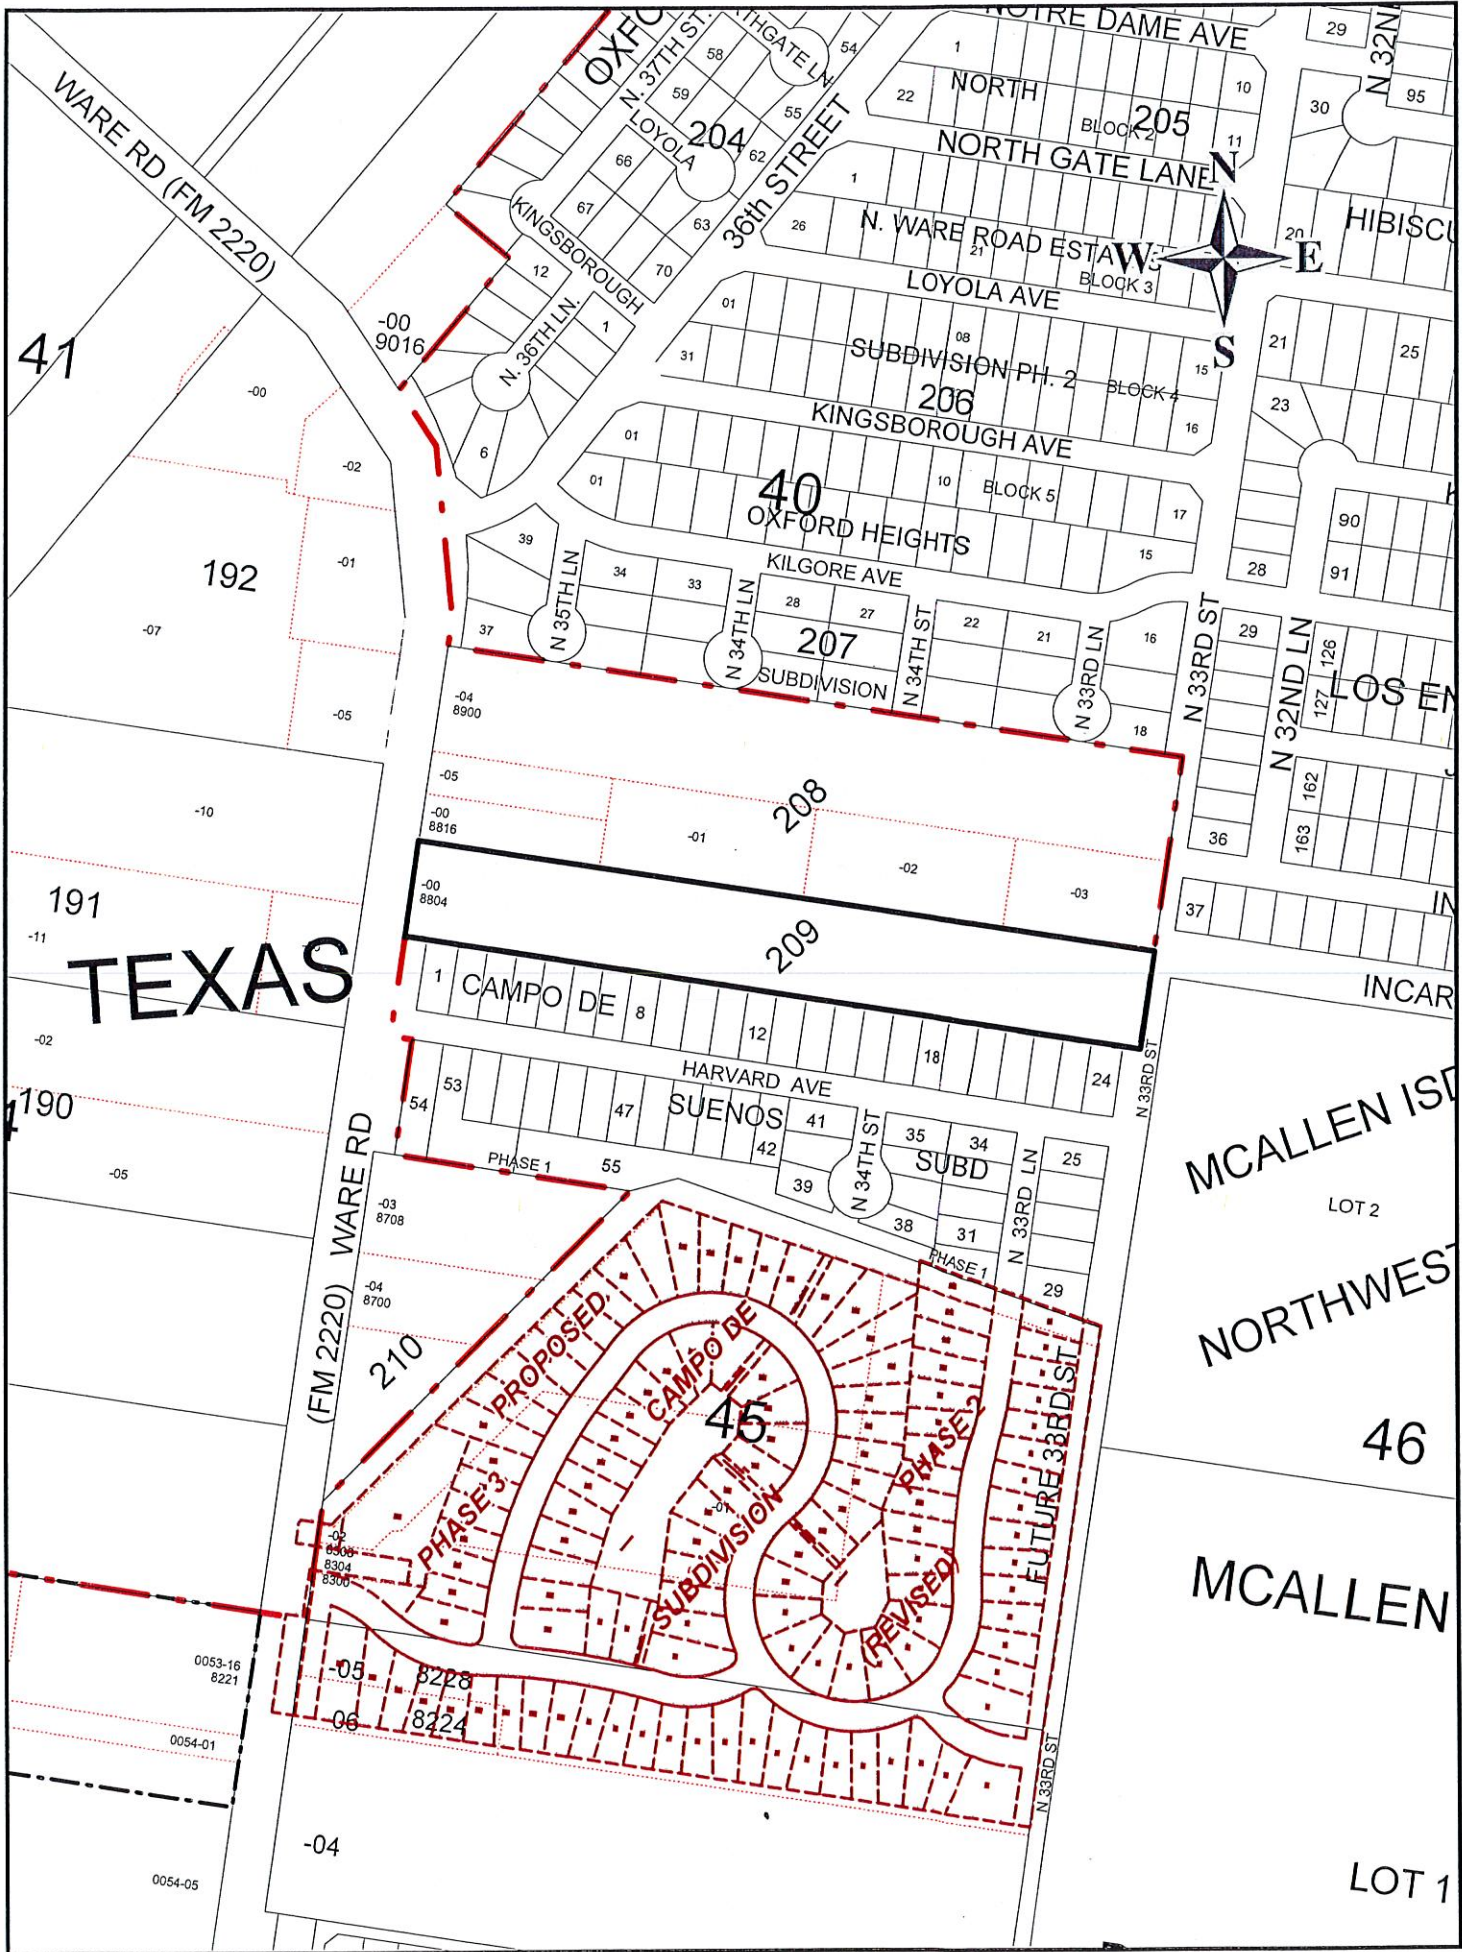 NOTRE DAME AVE
29
N 32N
OXFO
N. 37TH ST.
58
54
1
NORTH
10
22
59
55
BLOCK 2
205
30
95
LOYOLA
204
11
WARE RD (FM 2220)
66
62
36th STREET
NORTH GATE LANE
N
1
67
KINGSBOROUGH
63
26
N. WARE ROAD ESTA
21
BLOCK 3
W
E
20
HIBISCU
12
70
LOYOLA AVE
-00
9016
N. 36TH LN.
1
01
08
S
41
31
SUBDIVISION PH. 2
BLOCK 4
15
21
25
-00
206
23
KINGSBOROUGH AVE
16
01
6
-02
01
40
10
BLOCK 5
17
90
OXFORD HEIGHTS
39
15
192
-01
KILGORE AVE
28
91
N 35TH LN
34
33
N 34TH LN
28
27
22
21
16
N 33RD ST
29
126
-07
37
207
N 34TH ST
N 33RD LN
N 32ND LN
SUBDIVISION
127
LOS EN
-04
8900
-05
18
-05
208
162
-10
-00
8816
-01
36
163
-02
-03
-00
8804
191
37
IN
-11
209
TEXAS
1
CAMPO DE
8
12
INCAR
-02
18
24
N 33RD ST
190
53
HARVARD AVE
54
47
SUENOS
41
N 34TH ST
35
34
MCALLEN ISD
42
SUBD
N 33RD LN
25
-05
PHASE 1
55
39
LOT 2
-03
8708
38
31
(FM 2220) WARE RD
PHASE 1
29
-04
8700
NORTHWEST
PROPOSED
CAMPO DE
210
FUTURE 33RD ST
45
PHASE 2
46
PHASE 3
-01
SUBDIVISION
8304
8300
REVISED)
MCALLEN
0053-16
8221
-05
8228
06
8224
0054-01
N 33RD ST
-04
0054-05
LOT 1